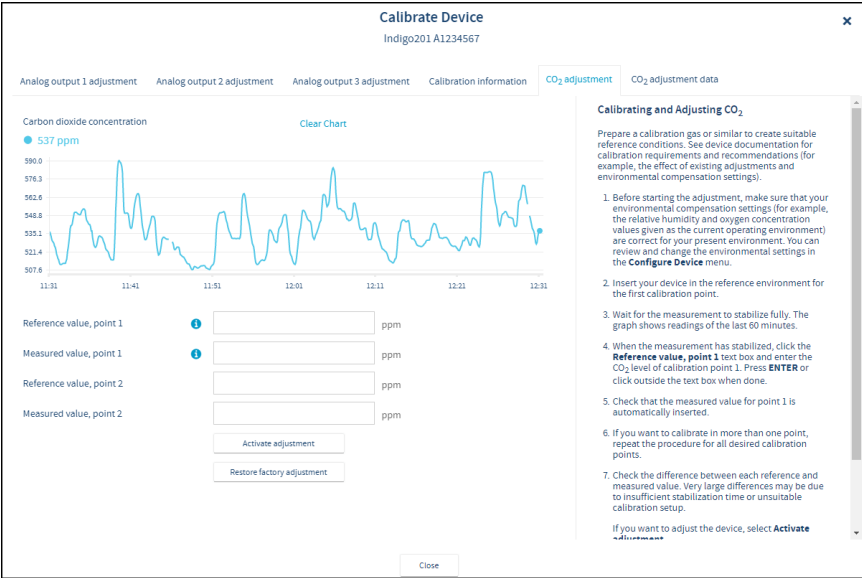 Calibrate Device
Indigo201 A1234567
Analog output 1 adjustment
Analog output 2 adjustment
Analog output 3 adjustment
Calibration information
CO2 adjustment
CO2 adjustment data
Carbon dioxide concentration
Clear Chart
537 ppm
590.0
576.3
562.6
548.8
535.1
521.4
507.6
11:31
11:41
11:51
12:01
12:11
12:21
12:31
Reference value, point 1
ppm
Measured value, point 1
ppm
Reference value, point 2
ppm
Measured value, point 2
ppm
Activate adjustment
Restore factory adjustment
Calibrating and Adjusting CO2
Prepare a calibration gas or similar to create suitable
reference conditions. See device documentation for
calibration requirements and recommendations (for
example, the effect of existing adjustments and
environmental compensation settings).
1. Before starting the adjustment, make sure that your
environmental compensation settings (for example,
the relative humidity and oxygen concentration
values given as the current operating environment)
are correct for your present environment. You can
review and change the environmental settings in
the Configure Device menu.
2. Insert your device in the reference environment for
the first calibration point.
3. Wait for the measurement to stabilize fully. The
graph shows readings of the last 60 minutes.
4. When the measurement has stabilized, click the
Reference value, point 1 text box and enter the
CO2 level of calibration point 1. Press ENTER or
click outside the text box when done.
5. Check that the measured value for point 1 is
automatically inserted.
6. If you want to calibrate in more than one point,
repeat the procedure for all desired calibration
points.
7. Check the difference between each reference and
measured value. Very large differences may be due
to insufficient stabilization time or unsuitable
calibration setup.
If you want to adjust the device, select Activate
adjustment
Close